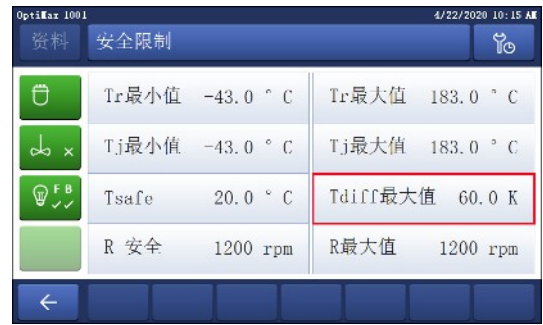 OptiMax 1001 4/22/2020 10:15 AM
资料 安全限制
Tr最小值 -43.0 ° C Tr最大值 183.0 ° C
Tj最小值 -43.0 ° C Tj最大值 183.0 ° C
F B
Tsafe 20.0 ° C Tdiff最大值 60.0 K
R 安全 1200 rpm R最大值 1200 rpm